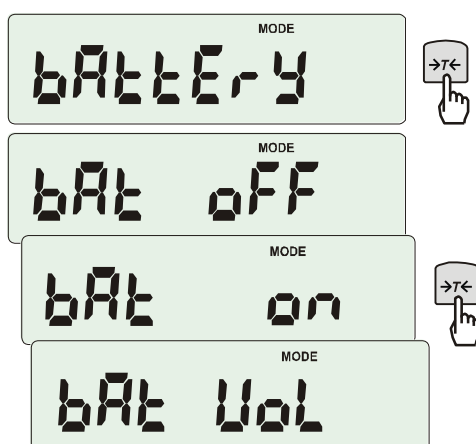 MODE
bAttErY
→T←
MODE
bAt oFF
MODE
bAt on
→T←
MODE
bAt VoL